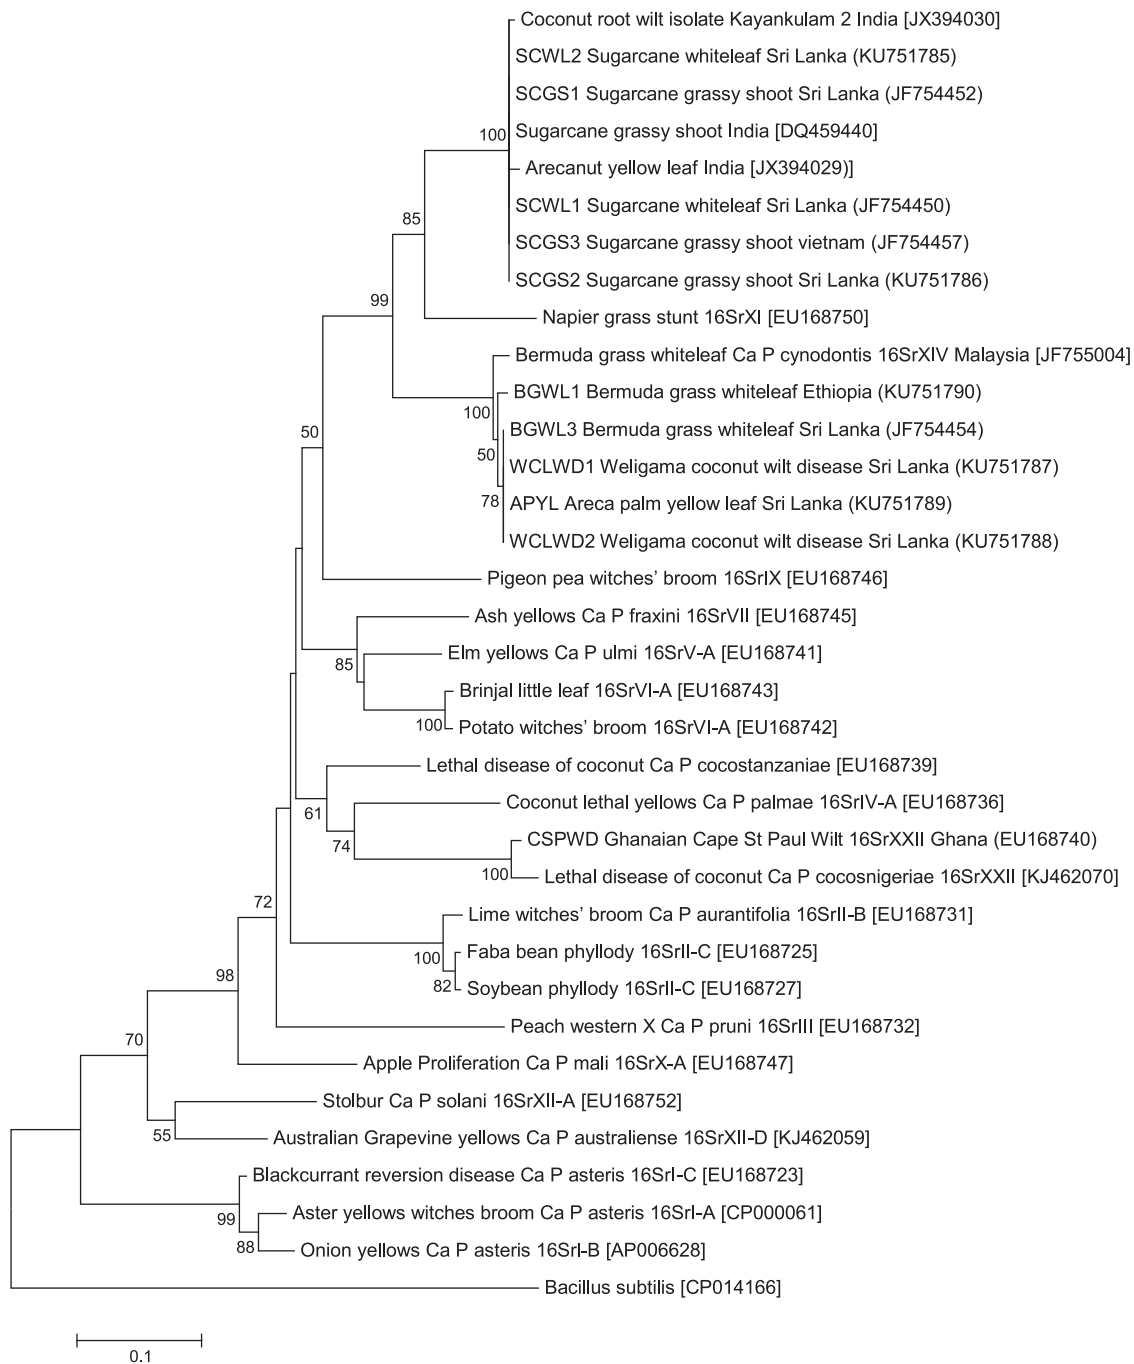 Coconut root wilt isolate Kayankulam 2 India [JX394030]
SCWL2 Sugarcane whiteleaf Sri Lanka (KU751785)
SCGS1 Sugarcane grassy shoot Sri Lanka (JF754452)
100 Sugarcane grassy shoot India [DQ459440]
Arecanut yellow leaf India [JX394029)]
SCWL1 Sugarcane whiteleaf Sri Lanka (JF754450)
85
SCGS3 Sugarcane grassy shoot vietnam (JF754457)
SCGS2 Sugarcane grassy shoot Sri Lanka (KU751786)
99
Napier grass stunt 16SrXI [EU168750]
Bermuda grass whiteleaf Ca P cynodontis 16SrXIV Malaysia [JF755004]
BGWL1 Bermuda grass whiteleaf Ethiopia (KU751790)
100
50
BGWL3 Bermuda grass whiteleaf Sri Lanka (JF754454)
50
WCLWD1 Weligama coconut wilt disease Sri Lanka (KU751787)
78 APYL Areca palm yellow leaf Sri Lanka (KU751789)
WCLWD2 Weligama coconut wilt disease Sri Lanka (KU751788)
Pigeon pea witches’ broom 16SrIX [EU168746]
Ash yellows Ca P fraxini 16SrVII [EU168745]
Elm yellows Ca P ulmi 16SrV-A [EU168741]
85
Brinjal little leaf 16SrVI-A [EU168743]
100 Potato witches’ broom 16SrVI-A [EU168742]
Lethal disease of coconut Ca P cocostanzaniae [EU168739]
Coconut lethal yellows Ca P palmae 16SrIV-A [EU168736]
61
CSPWD Ghanaian Cape St Paul Wilt 16SrXXII Ghana (EU168740)
74
100 Lethal disease of coconut Ca P cocosnigeriae 16SrXXII [KJ462070]
72
Lime witches’ broom Ca P aurantifolia 16SrII-B [EU168731]
100 Faba bean phyllody 16SrII-C [EU168725]
98
82 Soybean phyllody 16SrII-C [EU168727]
Peach western X Ca P pruni 16SrIII [EU168732]
70
Apple Proliferation Ca P mali 16SrX-A [EU168747]
Stolbur Ca P solani 16SrXII-A [EU168752]
55 Australian Grapevine yellows Ca P australiense 16SrXII-D [KJ462059]
Blackcurrant reversion disease Ca P asteris 16SrI-C [EU168723]
99 Aster yellows witches broom Ca P asteris 16SrI-A [CP000061]
88 Onion yellows Ca P asteris 16SrI-B [AP006628]
Bacillus subtilis [CP014166]
0.1